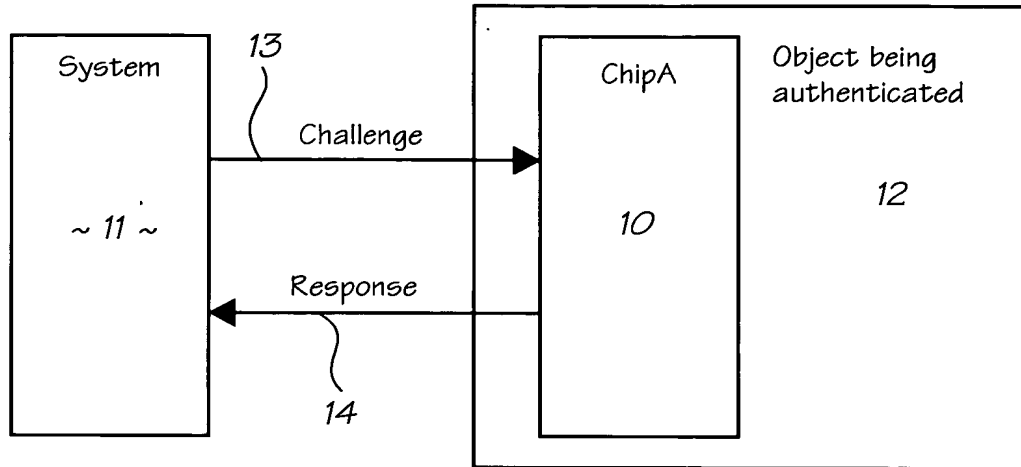 System
13
Challenge
~ 11 ~
Response
14
ChipA
10
Object being
authenticated
12